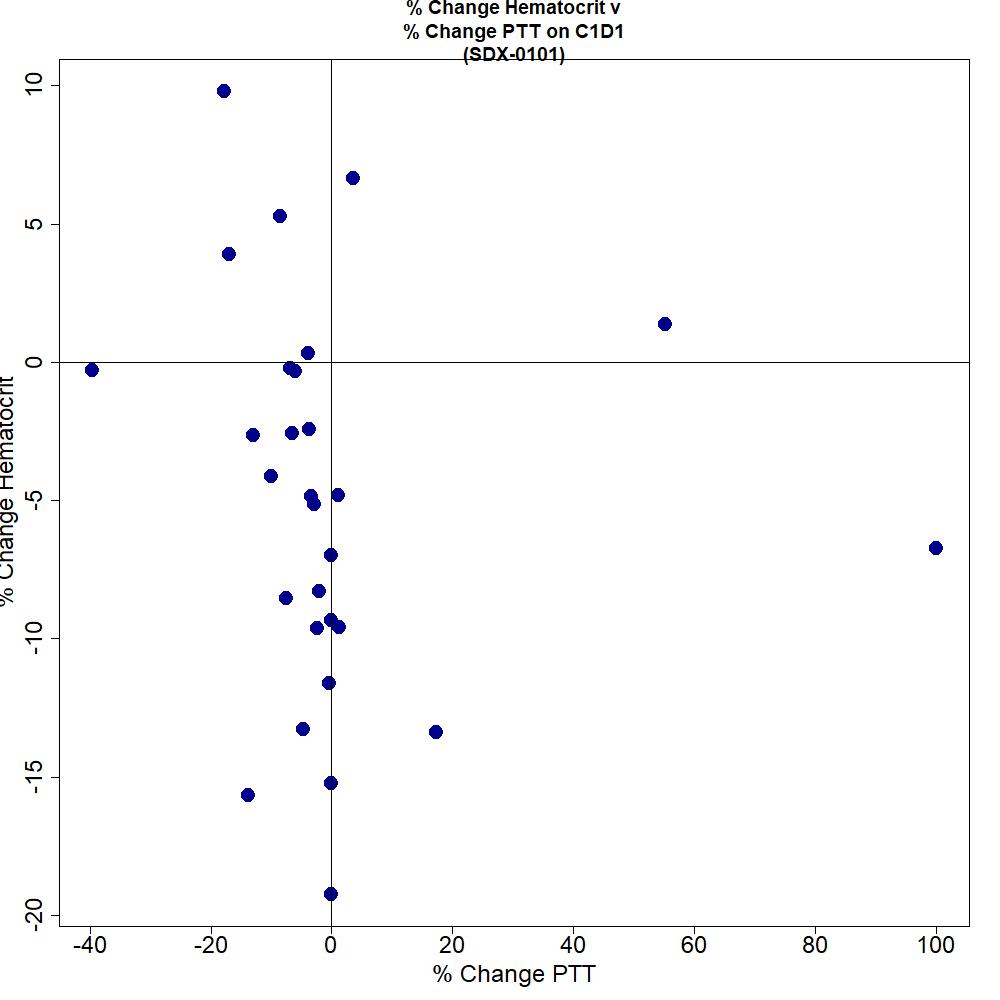 % Change Hematocrit v
% Change PTT on C1D1
(SDX-0101)
10
5
0
-5
-10
-15
-20
% Change Hematocrit
-40 -20 0 20 40 60 80 100
% Change PTT